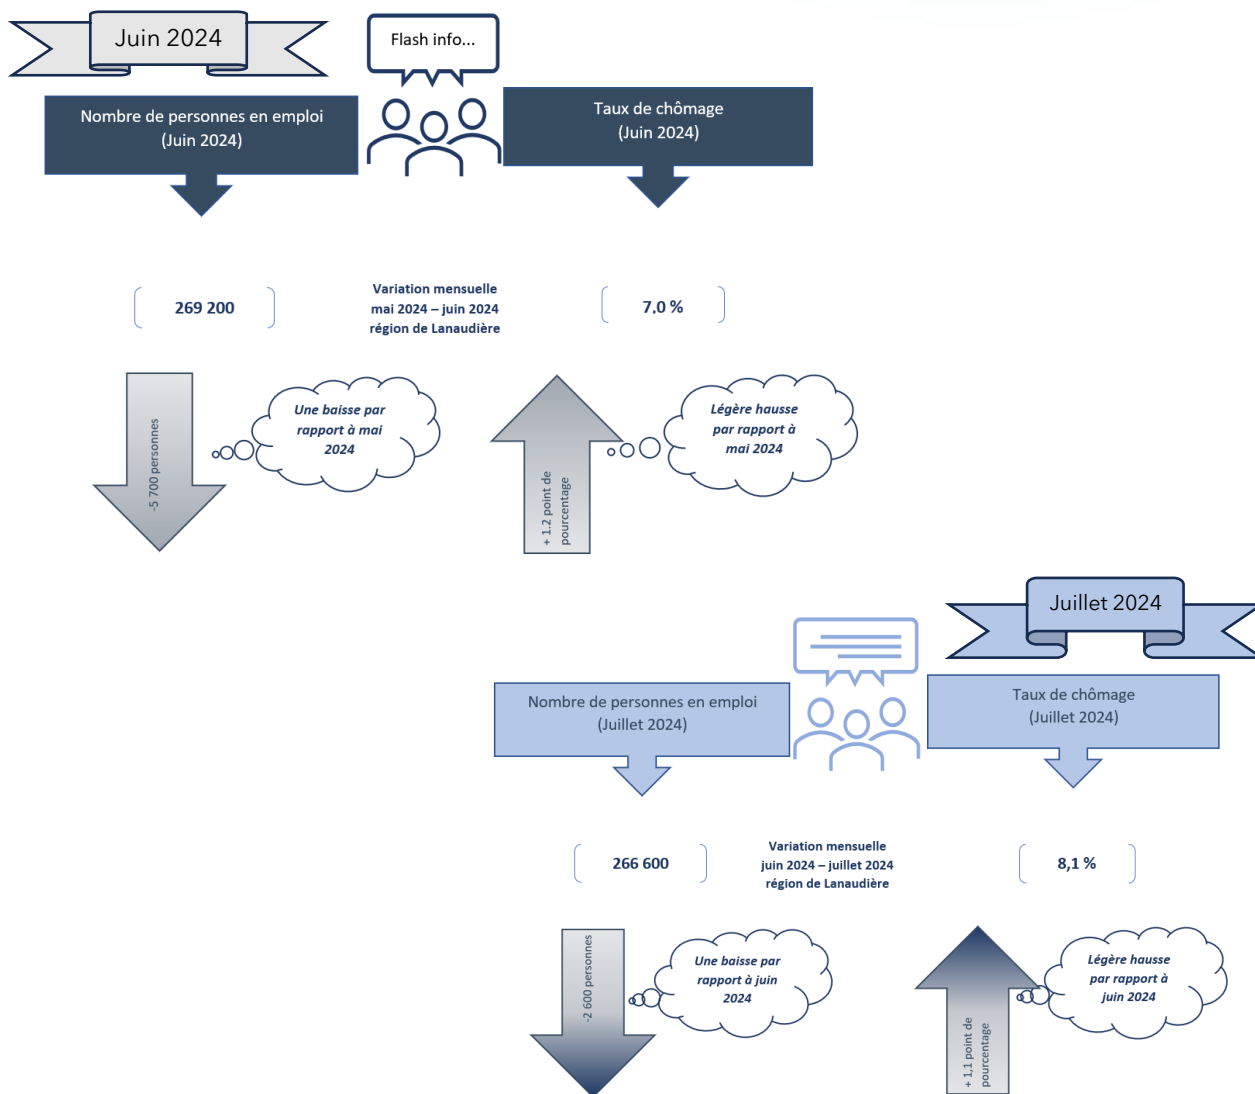 Juin 2024
Flash info...
Nombre de personnes en emploi
(Juin 2024)
Taux de chômage
(Juin 2024)
269 200
Variation mensuelle
mai 2024 – juin 2024
région de Lanaudière
7.0 %
-5 700 personnes
Une baisse par
rapport à mai
2024
+ 1.2 point de
pourcentage
Légère hausse
par rapport à
mai 2024
Juillet 2024
Nombre de personnes en emploi
(Juillet 2024)
Taux de chômage
(Juillet 2024)
266 600
Variation mensuelle
juin 2024 – juillet 2024
région de Lanaudière
8,1 %
-2 600 personnes
Une baisse par
rapport à juin
2024
+ 1,1 point de
pourcentage
Légère hausse
par rapport à
juin 2024